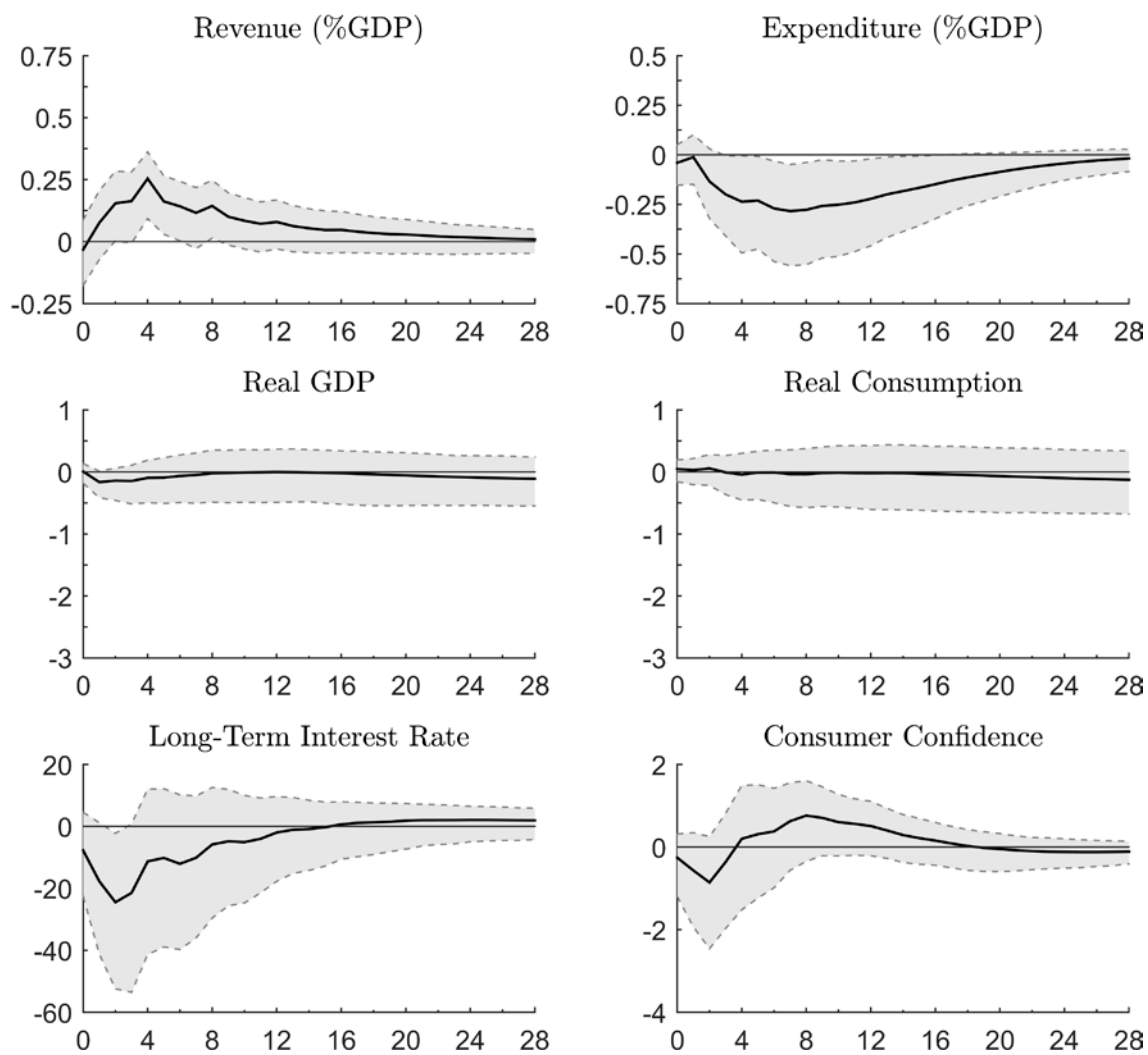 Revenue (%GDP)
0.75
0.5
0.25
0
-0.25
0 4 8 12 16 20 24 28
Expenditure (%GDP)
0.5
0.25
0
-0.25
-0.5
-0.75
0 4 8 12 16 20 24 28
Real GDP
1
0
-1
-2
-3
0 4 8 12 16 20 24 28
Real Consumption
1
0
-1
-2
-3
0 4 8 12 16 20 24 28
Long-Term Interest Rate
20
0
-20
-40
-60
0 4 8 12 16 20 24 28
Consumer Confidence
2
0
-2
-4
0 4 8 12 16 20 24 28